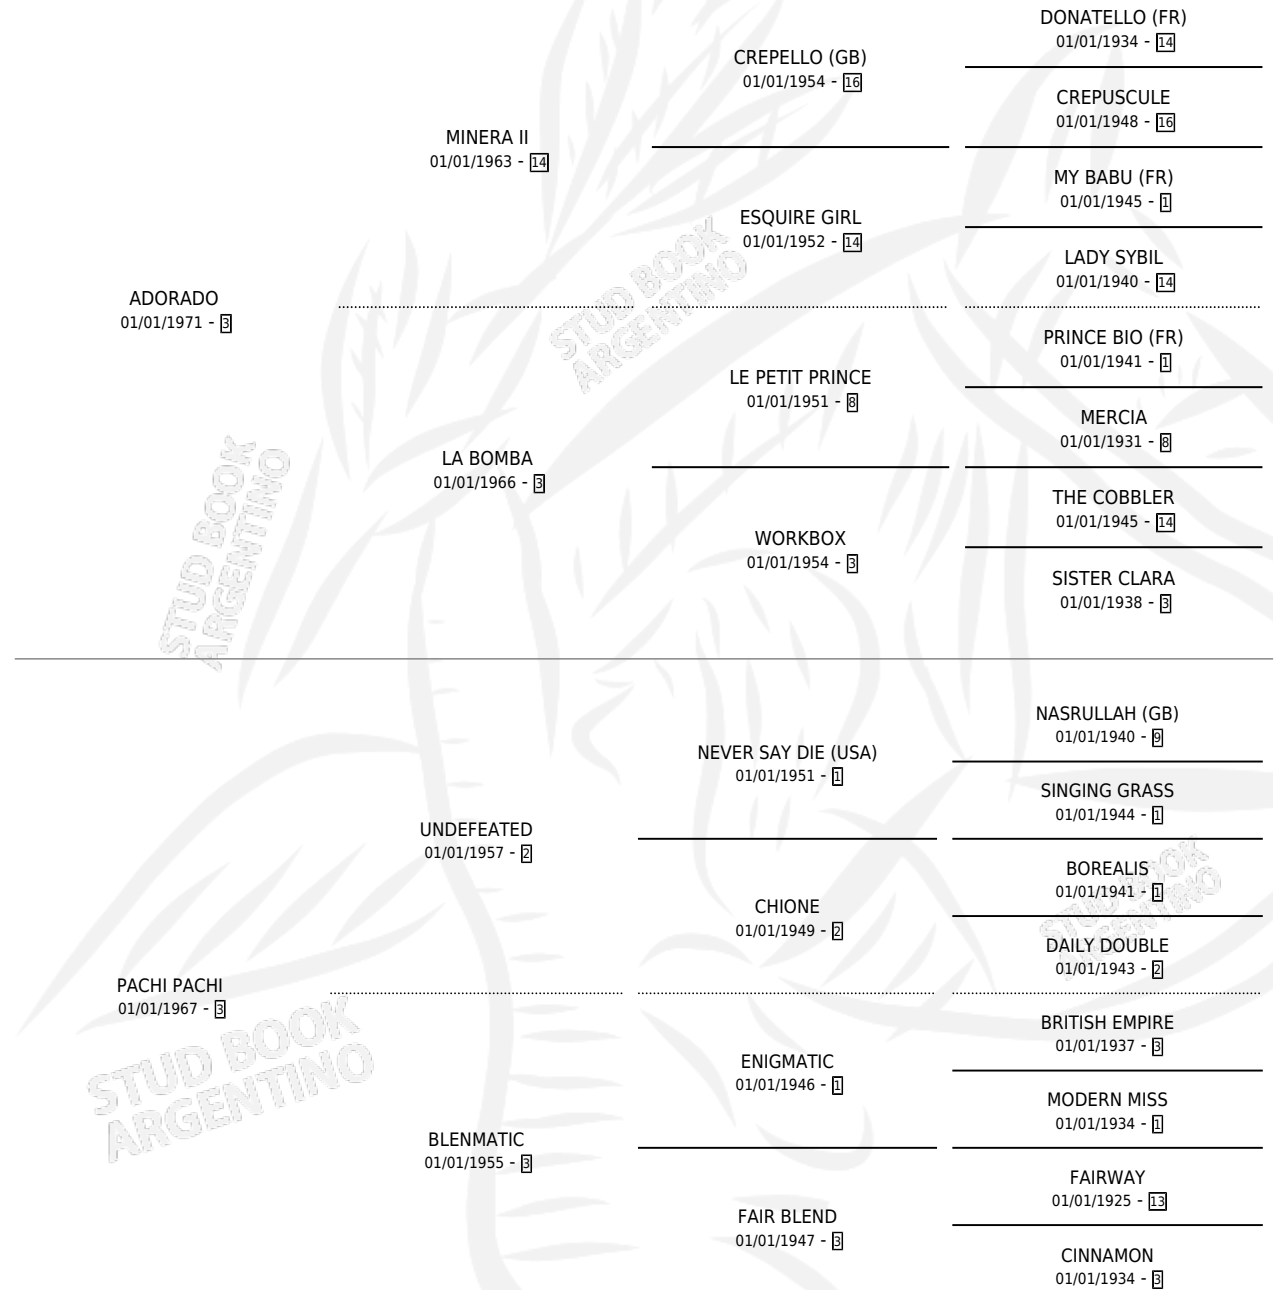 DONATELLO (FR)
01/01/1934 - 14
CREPELLO (GB)
01/01/1954 - 16
CREPUSCULE
01/01/1948 - 16
MINERA II
01/01/1963 - 14
MY BABU (FR)
01/01/1945 - 1
ESQUIRE GIRL
01/01/1952 - 14
LADY SYBIL
01/01/1940 - 14
ADORADO
01/01/1971 - 3
PRINCE BIO (FR)
01/01/1941 - 1
LE PETIT PRINCE
01/01/1951 - 8
MERCIA
01/01/1931 - 8
LA BOMBA
01/01/1966 - 3
THE COBBLER
01/01/1945 - 14
WORKBOX
01/01/1954 - 3
SISTER CLARA
01/01/1938 - 3
NASRULLAH (GB)
01/01/1940 - 9
NEVER SAY DIE (USA)
01/01/1951 - 1
SINGING GRASS
01/01/1944 - 1
UNDEFEATED
01/01/1957 - 2
BOREALIS
01/01/1941 - 1
CHIONE
01/01/1949 - 2
DAILY DOUBLE
01/01/1943 - 2
PACHI PACHI
01/01/1967 - 3
BRITISH EMPIRE
01/01/1937 - 3
ENIGMATIC
01/01/1946 - 1
MODERN MISS
01/01/1934 - 1
BLENMATIC
01/01/1955 - 3
FAIRWAY
01/01/1925 - 13
FAIR BLEND
01/01/1947 - 3
CINNAMON
01/01/1934 - 3
STUD BOOK
ARGENTINO
STUD BOOK
ARGENTINO
STUD BOOK
ARGENTINO
STUD BOOK
ARGENTINO